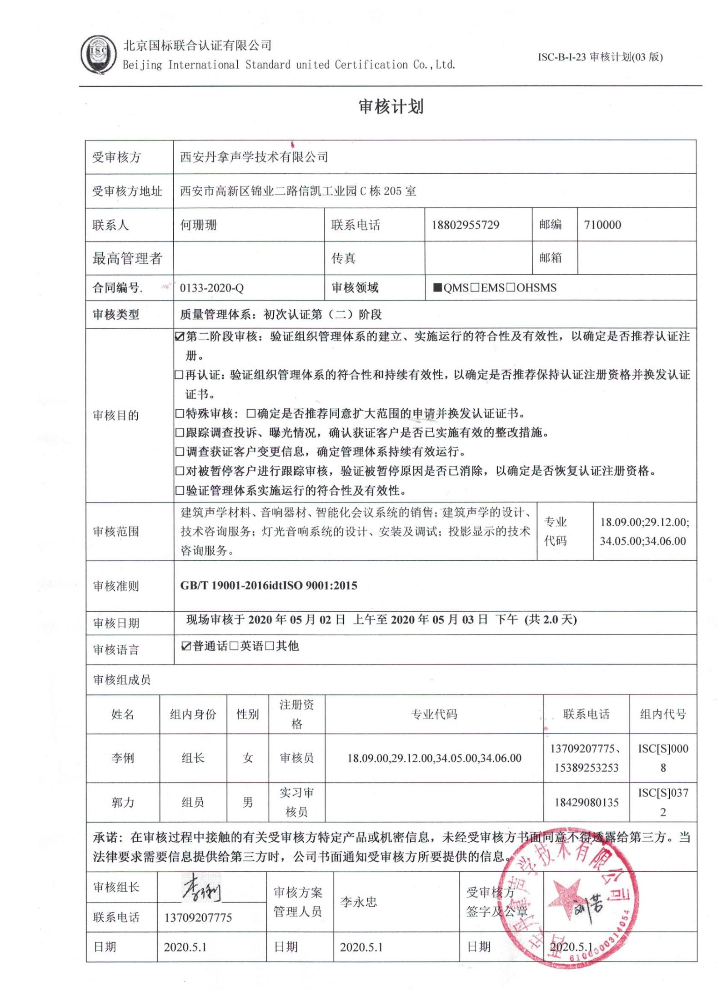 ISC
北京国标联合认证有限公司
Beijing International Standard united Certification Co.,Ltd.
ISC-B-I-23 审核计划(03 版)
审核计划
受审核方 西安丹拿声学技术有限公司
受审核方地址 西安市高新区锦业二路信凯工业园 C 栋 205 室
联系人 何珊珊 联系电话 18802955729 邮编 710000
最高管理者 传真 邮箱
合同编号. 0133-2020-Q 审核领域 ■QMS□EMS□OHSMS
审核类型 质量管理体系：初次认证第（二）阶段
审核目的
☑第二阶段审核：验证组织管理体系的建立、实施运行的符合性及有效性，以确定是否推荐认证注
册。
□再认证：验证组织管理体系的符合性和持续有效性，以确定是否推荐保持认证注册资格并换发认证
证书。
□特殊审核：□确定是否推荐同意扩大范围的申请并换发认证证书。
□跟踪调查投诉、曝光情况，确认获证客户是否已实施有效的整改措施。
□调查获证客户变更信息，确定管理体系持续有效运行。
□对被暂停客户进行跟踪审核，验证被暂停原因是否已消除，以确定是否恢复认证注册资格。
□验证管理体系实施运行的符合性及有效性。
审核范围
建筑声学材料、音响器材、智能化会议系统的销售；建筑声学的设计、
技术咨询服务；灯光音响系统的设计、安装及调试；投影显示的技术
咨询服务。
专业
代码
18.09.00;29.12.00;
34.05.00;34.06.00
审核准则 GB/T 19001-2016idtISO 9001:2015
审核日期 现场审核于 2020 年 05 月 02 日 上午至 2020 年 05 月 03 日 下午 (共 2.0 天)
审核语言 ☑普通话□英语□其他
审核组成员
姓名 组内身份 性别 注册资
格 专业代码 联系电话 组内代号
李俐 组长 女 审核员 18.09.00,29.12.00,34.05.00,34.06.00 13709207775、
15389253253 ISC[S]000
8
郭力 组员 男 实习审
核员 18429080135 ISC[S]037
2
承诺：在审核过程中接触的有关受审核方特定产品或机密信息，未经受审核方书面同意不得透露给第三方。当
法律要求需要信息提供给第三方时，公司书面通知受审核方所要提供的信息。
审核组长 李俐
联系电话 13709207775
审核方案
管理人员 李永忠
受审核方
签字及公章 刘芳
西安丹拿声学技术有限公司
6100000314054
日期 2020.5.1 日期 2020.5.1 日期 2020.5.1